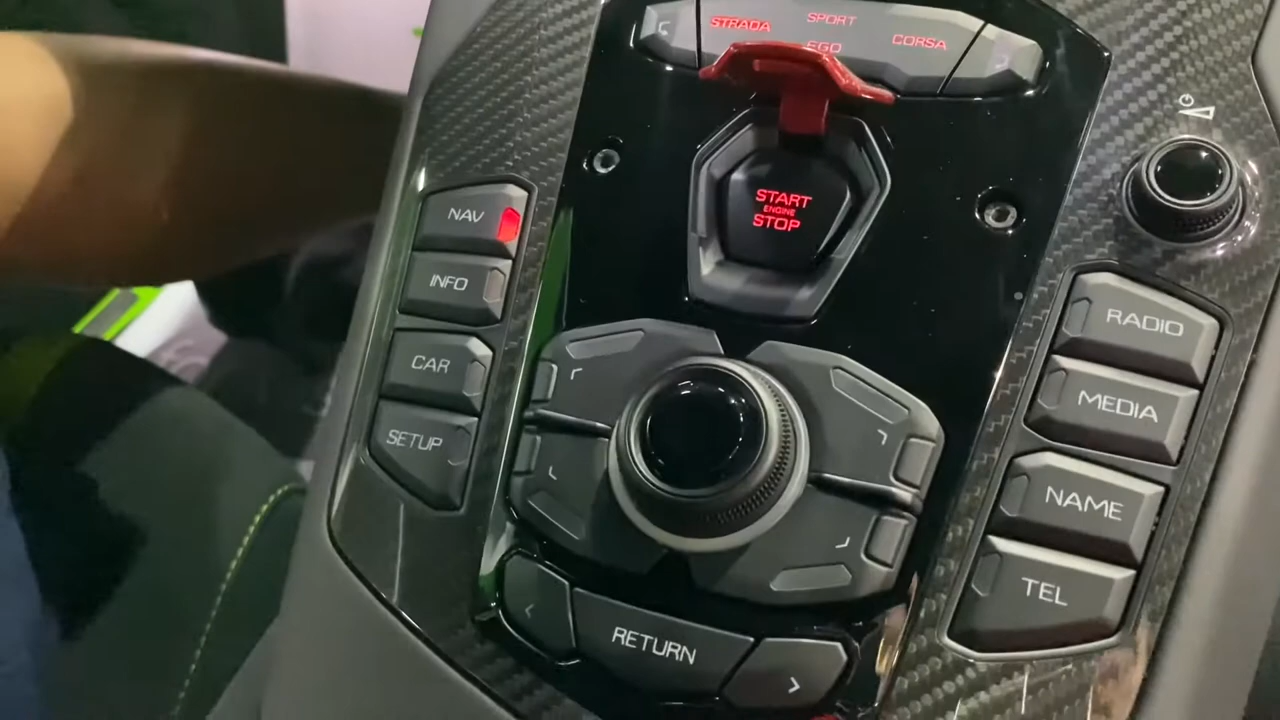 STRADA
SPORT
EGO
CORSA
START
ENGINE
STOP
NAV
INFO
CAR
SETUP
RADIO
MEDIA
NAME
TEL
RETURN